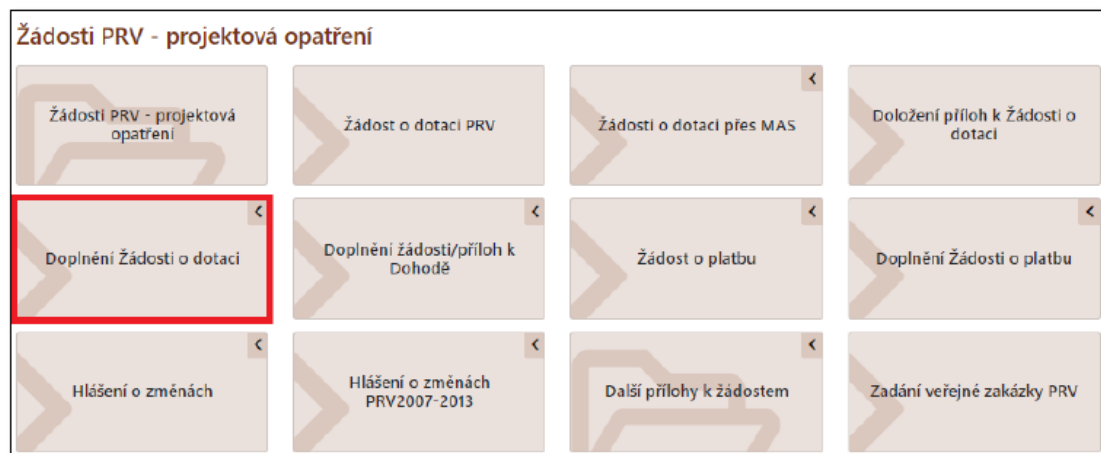 Žádosti PRV - projektová opatření
Žádosti PRV - projektová
opatření
Žádost o dotaci PRV
Žádosti o dotaci přes MAS
Doložení příloh k Žádosti o
dotaci
Doplnění Žádosti o dotaci
Doplnění žádosti/příloh k
Dohodě
Žádost o platbu
Doplnění Žádosti o platbu
Hlášení o změnách
Hlášení o změnách
PRV2007-2013
Další přílohy k žádostem
Zadání veřejné zakázky PRV